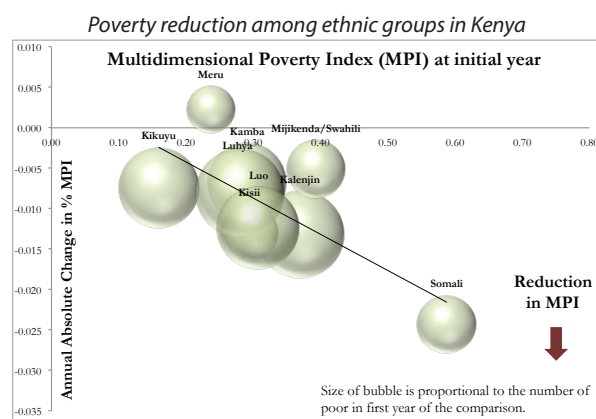 Poverty reduction among ethnic groups in Kenya
0.010
Multidimensional Poverty Index (MPI) at initial year
Meru
0.005
0.000
Kikuyu
Kamba
Mijikenda/Swahili
0.00
0.10
0.20
0.30
0.40
0.50
0.60
0.70
0.80
Luhya
-0.005
Luo
Kalenjin
Kisii
-0.010
-0.015
-0.020
Somali
Reduction
in MPI
-0.025
-0.030
-0.035
Annual Absolute Change in % MPI
Size of bubble is proportional to the number of
poor in first year of the comparison.